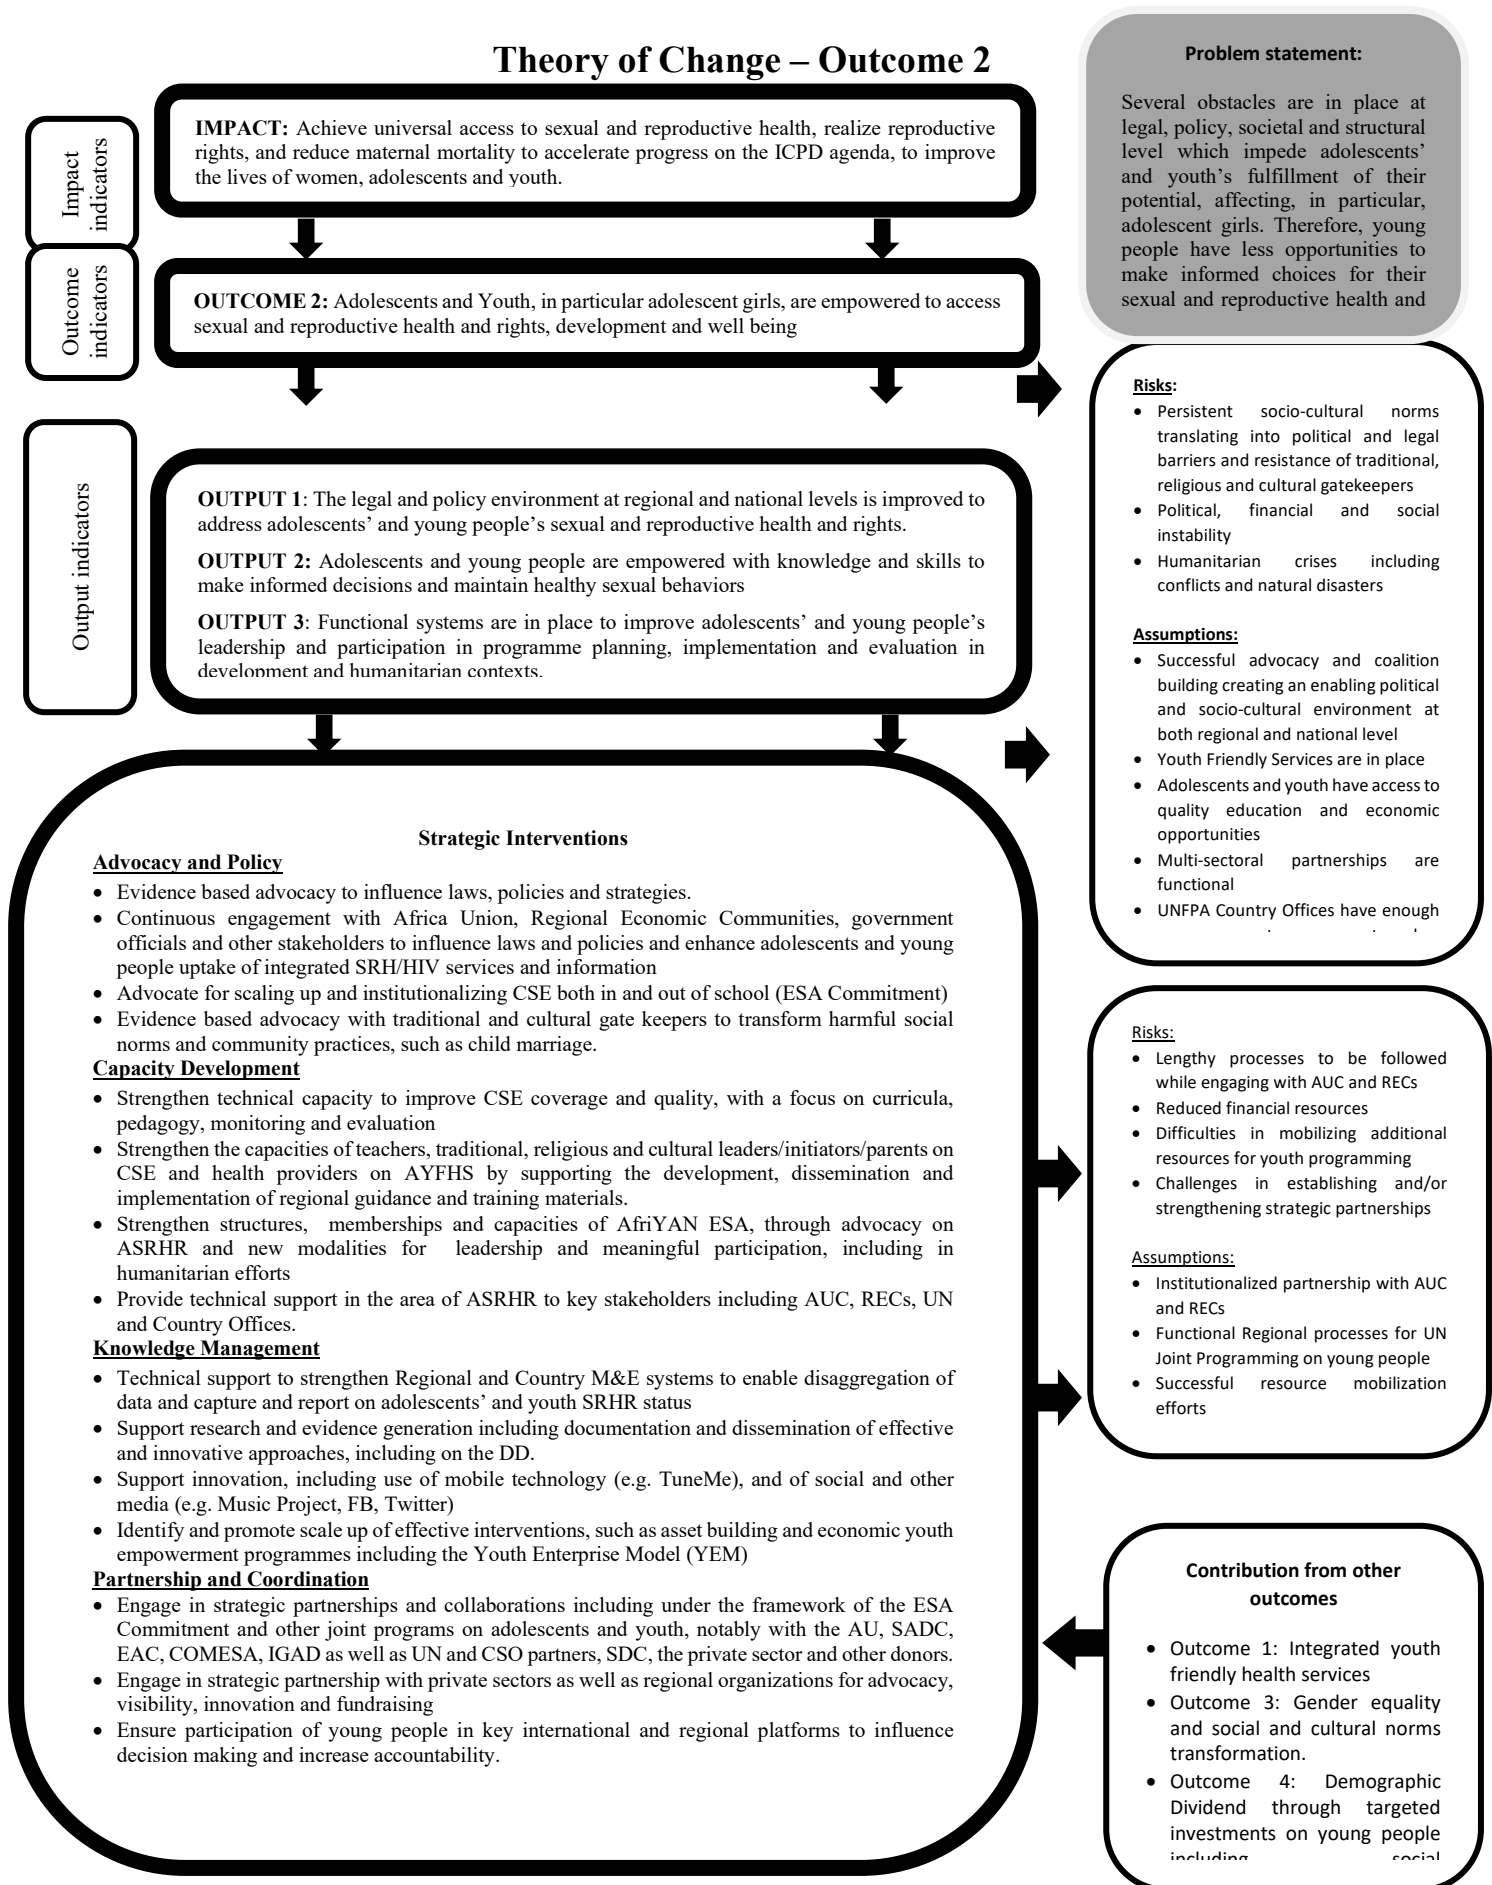 Theory of Change – Outcome 2
Impact
indicators
IMPACT: Achieve universal access to sexual and reproductive health, realize reproductive
rights, and reduce maternal mortality to accelerate progress on the ICPD agenda, to improve
the lives of women, adolescents and youth.
Outcome
indicators
OUTCOME 2: Adolescents and Youth, in particular adolescent girls, are empowered to access
sexual and reproductive health and rights, development and well being
Output indicators
OUTPUT 1: The legal and policy environment at regional and national levels is improved to
address adolescents’ and young people’s sexual and reproductive health and rights.
OUTPUT 2: Adolescents and young people are empowered with knowledge and skills to
make informed decisions and maintain healthy sexual behaviors
OUTPUT 3: Functional systems are in place to improve adolescents’ and young people’s
leadership and participation in programme planning, implementation and evaluation in
development and humanitarian contexts.
Strategic Interventions
Advocacy and Policy
• Evidence based advocacy to influence laws, policies and strategies.
• Continuous engagement with Africa Union, Regional Economic Communities, government
officials and other stakeholders to influence laws and policies and enhance adolescents and young
people uptake of integrated SRH/HIV services and information
• Advocate for scaling up and institutionalizing CSE both in and out of school (ESA Commitment)
• Evidence based advocacy with traditional and cultural gate keepers to transform harmful social
norms and community practices, such as child marriage.
Capacity Development
• Strengthen technical capacity to improve CSE coverage and quality, with a focus on curricula,
pedagogy, monitoring and evaluation
• Strengthen the capacities of teachers, traditional, religious and cultural leaders/initiators/parents on
CSE and health providers on AYFHS by supporting the development, dissemination and
implementation of regional guidance and training materials.
• Strengthen structures, memberships and capacities of AfriYAN ESA, through advocacy on
ASRHR and new modalities for leadership and meaningful participation, including in
humanitarian efforts
• Provide technical support in the area of ASRHR to key stakeholders including AUC, RECs, UN
and Country Offices.
Knowledge Management
• Technical support to strengthen Regional and Country M&E systems to enable disaggregation of
data and capture and report on adolescents’ and youth SRHR status
• Support research and evidence generation including documentation and dissemination of effective
and innovative approaches, including on the DD.
• Support innovation, including use of mobile technology (e.g. TuneMe), and of social and other
media (e.g. Music Project, FB, Twitter)
• Identify and promote scale up of effective interventions, such as asset building and economic youth
empowerment programmes including the Youth Enterprise Model (YEM)
Partnership and Coordination
• Engage in strategic partnerships and collaborations including under the framework of the ESA
Commitment and other joint programs on adolescents and youth, notably with the AU, SADC,
EAC, COMESA, IGAD as well as UN and CSO partners, SDC, the private sector and other donors.
• Engage in strategic partnership with private sectors as well as regional organizations for advocacy,
visibility, innovation and fundraising
• Ensure participation of young people in key international and regional platforms to influence
decision making and increase accountability.
Problem statement:
Several obstacles are in place at
legal, policy, societal and structural
level which impede adolescents’
and youth’s fulfillment of their
potential, affecting, in particular,
adolescent girls. Therefore, young
people have less opportunities to
make informed choices for their
sexual and reproductive health and
Risks:
• Persistent socio-cultural norms
translating into political and legal
barriers and resistance of traditional,
religious and cultural gatekeepers
• Political, financial and social
instability
• Humanitarian crises including
conflicts and natural disasters
Assumptions:
• Successful advocacy and coalition
building creating an enabling political
and socio-cultural environment at
both regional and national level
• Youth Friendly Services are in place
• Adolescents and youth have access to
quality education and economic
opportunities
• Multi-sectoral partnerships are
functional
• UNFPA Country Offices have enough
Risks:
• Lengthy processes to be followed
while engaging with AUC and RECs
• Reduced financial resources
• Difficulties in mobilizing additional
resources for youth programming
• Challenges in establishing and/or
strengthening strategic partnerships
Assumptions:
• Institutionalized partnership with AUC
and RECs
• Functional Regional processes for UN
Joint Programming on young people
• Successful resource mobilization
efforts
Contribution from other
outcomes
• Outcome 1: Integrated youth
friendly health services
• Outcome 3: Gender equality
and social and cultural norms
transformation.
• Outcome 4: Demographic
Dividend through targeted
investments on young people
including social